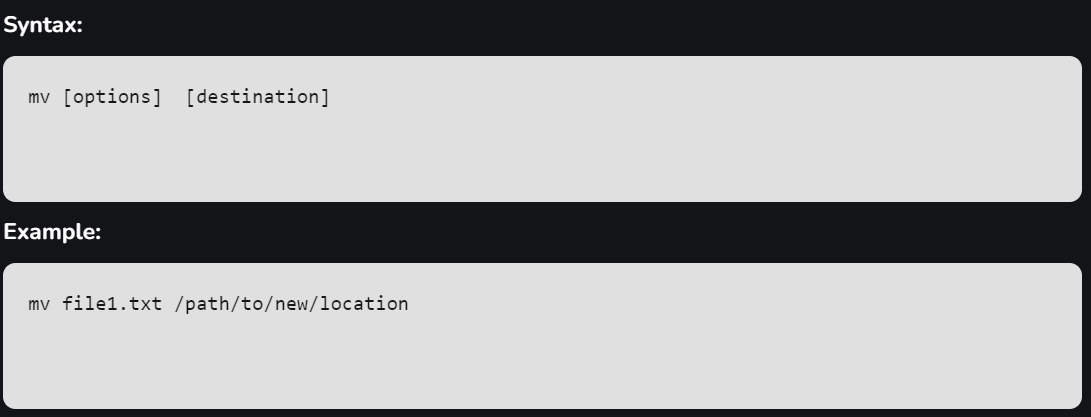 Syntax:
mv [options]  [destination]
Example:
mv file1.txt /path/to/new/location